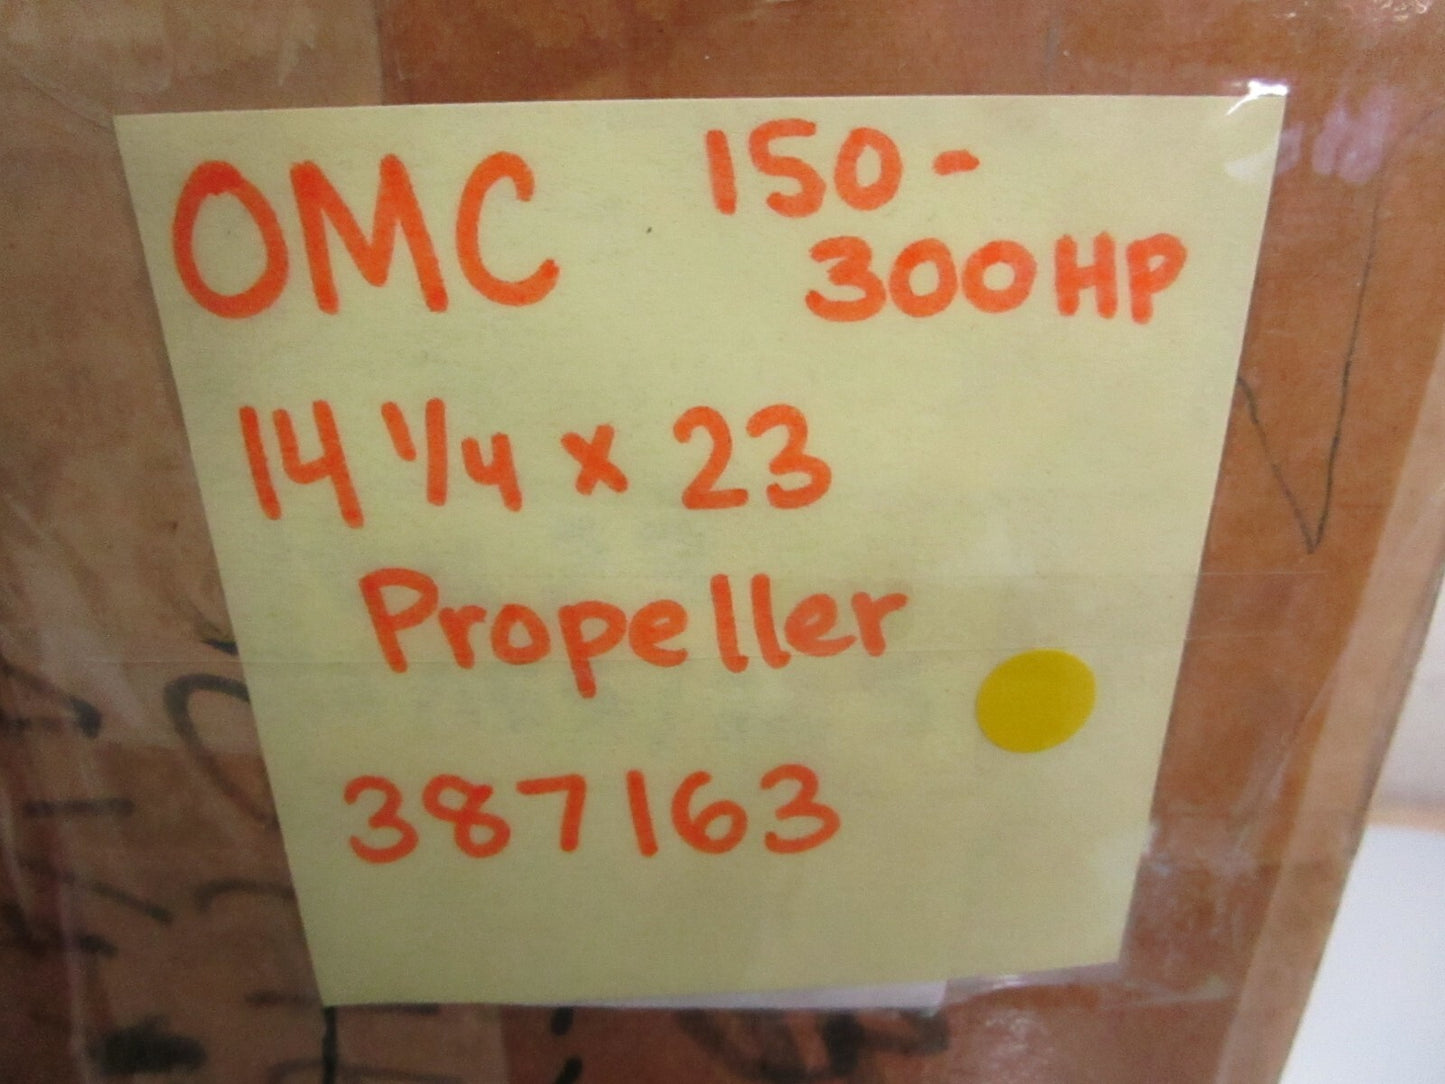 OMC 150-
300HP
14 1/4 x 23
Propeller
387163